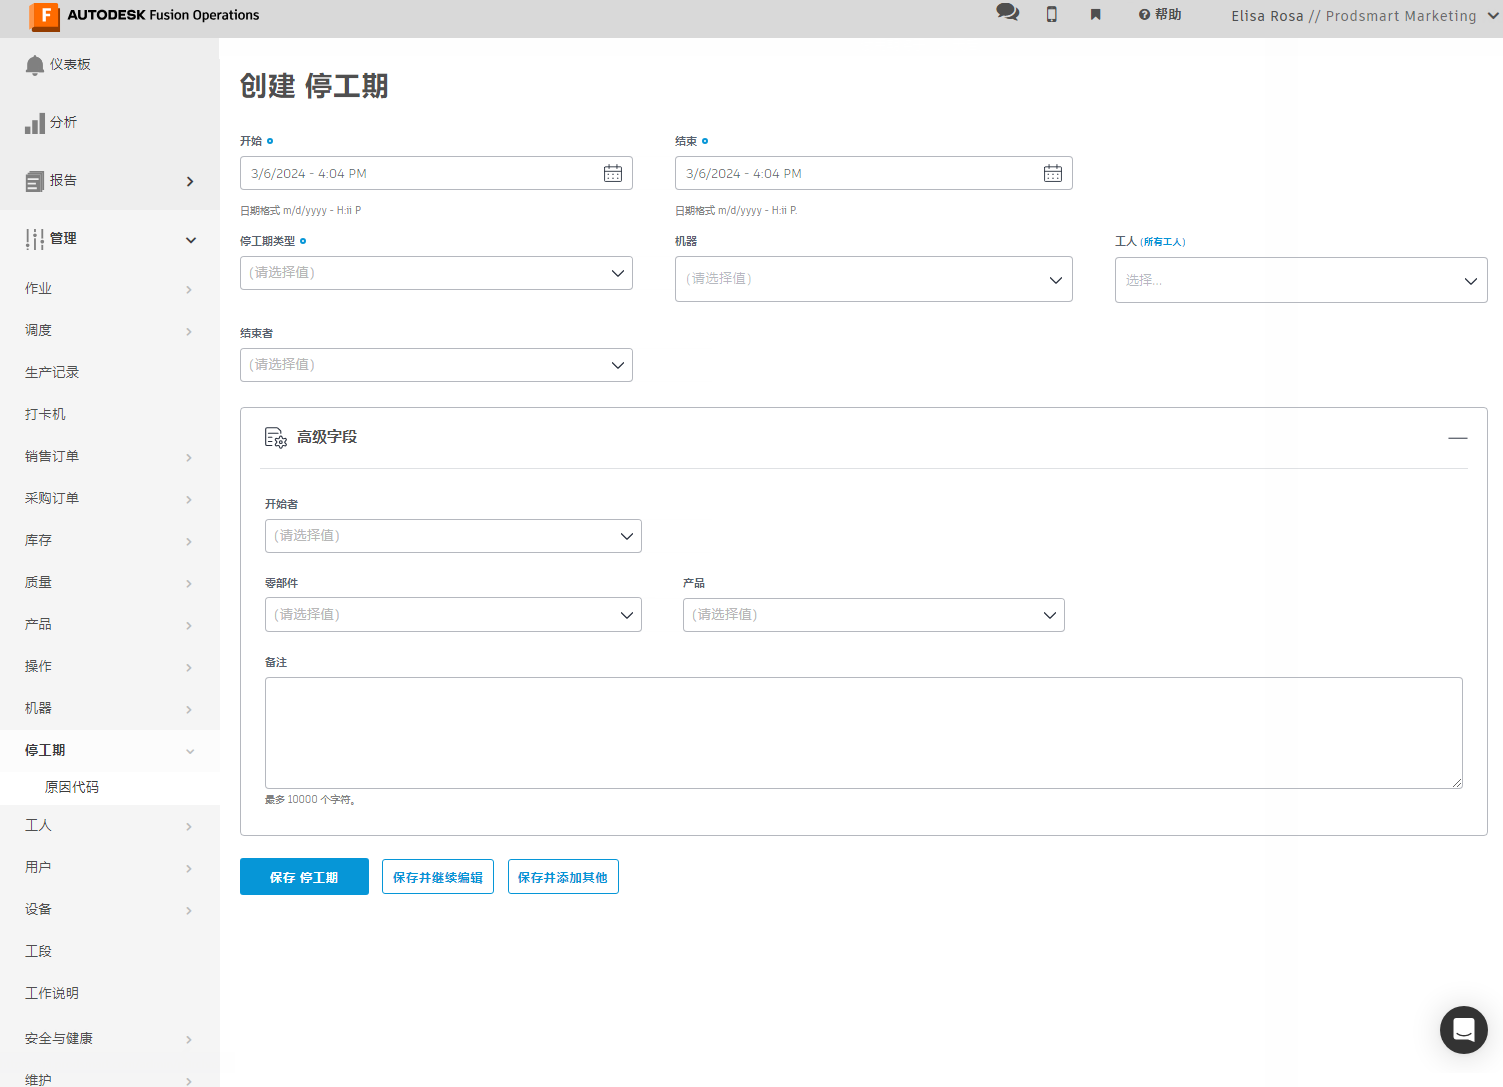 AUTODESK Fusion Operations
帮助
Elisa Rosa // Prodsmart Marketing
仪表板
分析
报告
管理
作业
调度
生产记录
打卡机
销售订单
采购订单
库存
质量
产品
操作
机器
停工期
原因代码
工人
用户
设备
工段
工作说明
安全与健康
维护
创建 停工期
开始
3/6/2024 - 4:04 PM
日期格式 m/d/yyyy - H:ii P
结束
3/6/2024 - 4:04 PM
日期格式 m/d/yyyy - H:ii P.
停工期类型
(请选择值)
机器
(请选择值)
工人 (所有工人)
选择...
结束者
(请选择值)
高级字段
开始者
(请选择值)
零部件
(请选择值)
产品
(请选择值)
备注
最多 10000 个字符。
保存 停工期
保存并继续编辑
保存并添加其他